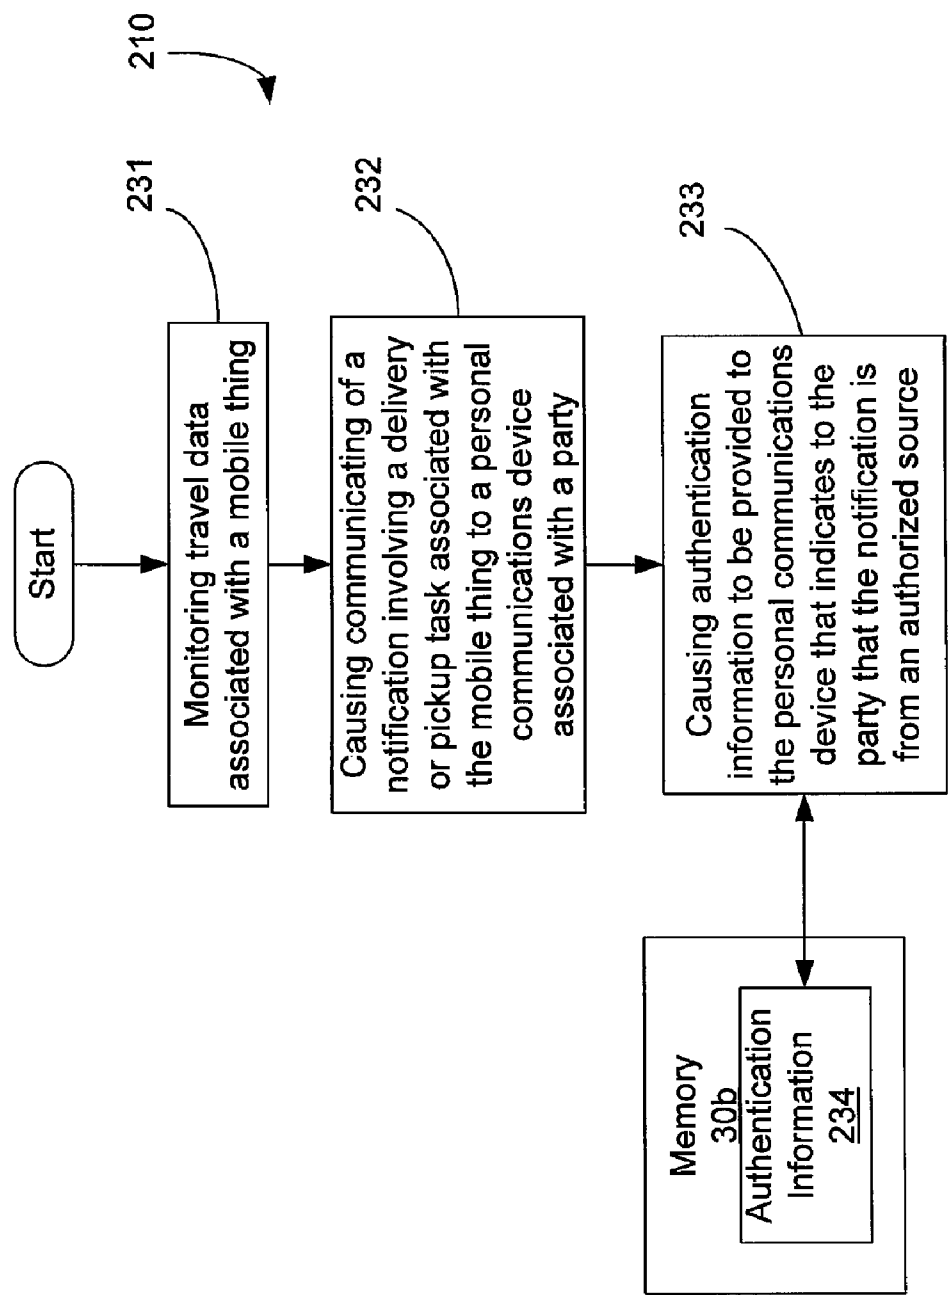 Start
210
231
Monitoring travel data
associated with a mobile thing
232
Causing communicating of a
notification involving a delivery
or pickup task associated with
the mobile thing to a personal
communications device
associated with a party
233
Causing authentication
information to be provided to
the personal communications
device that indicates to the
party that the notification is
from an authorized source
Memory
30b
Authentication
Information
234